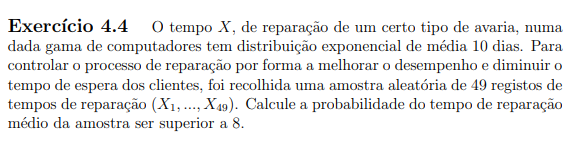 Exercício 4.4 O tempo X, de reparação de um certo tipo de avaria, numa
dada gama de computadores tem distribuição exponencial de média 10 dias. Para
controlar o processo de reparação por forma a melhorar o desempenho e diminuir o
tempo de espera dos clientes, foi recolhida uma amostra aleatória de 49 registos de
tempos de reparação (X₁, ..., X₄₉). Calcule a probabilidade do tempo de reparação
médio da amostra ser superior a 8.